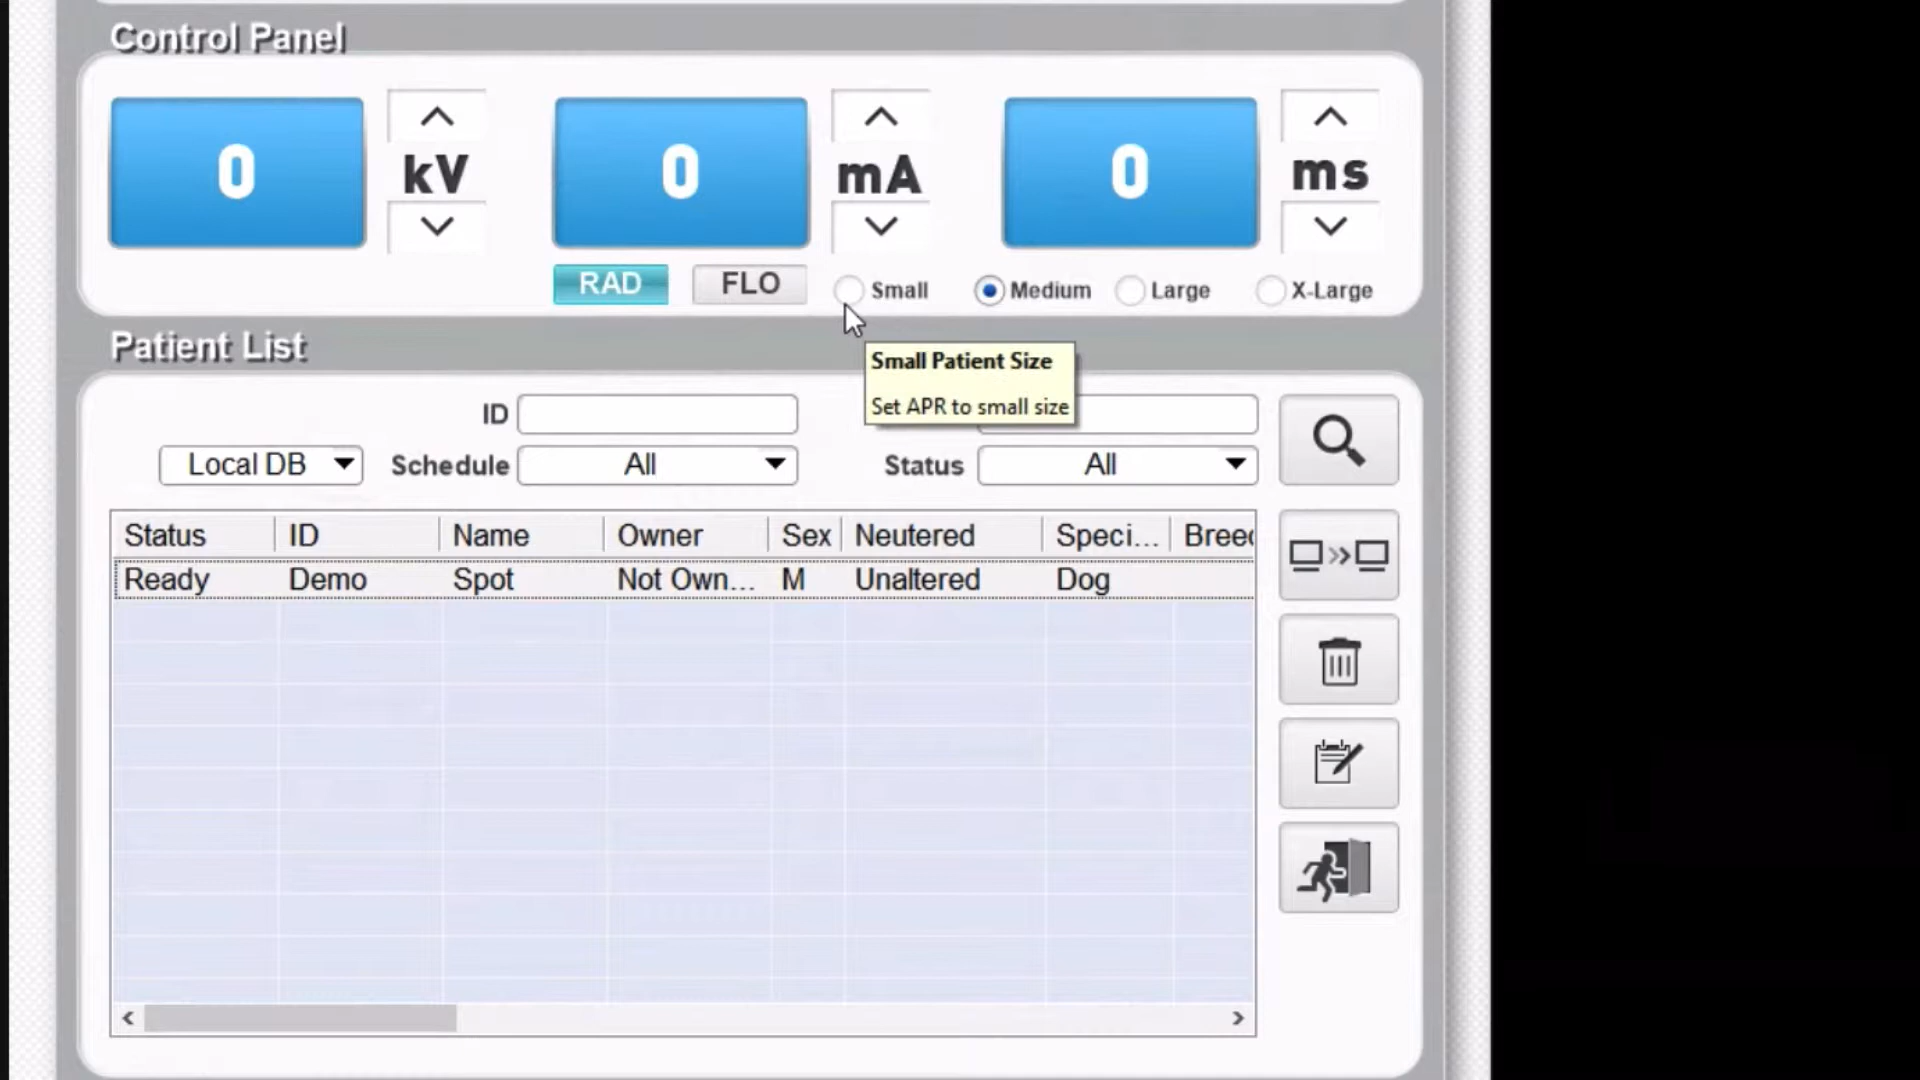 Control Panel
0 kV 0 mA 0 ms
RAD FLO Small Medium Large X-Large
Patient List
Small Patient Size
Set APR to small size
ID
Local DB Schedule All Status All
Status ID Name Owner Sex Neutered Speci... Breed
Ready Demo Spot Not Own... M Unaltered Dog